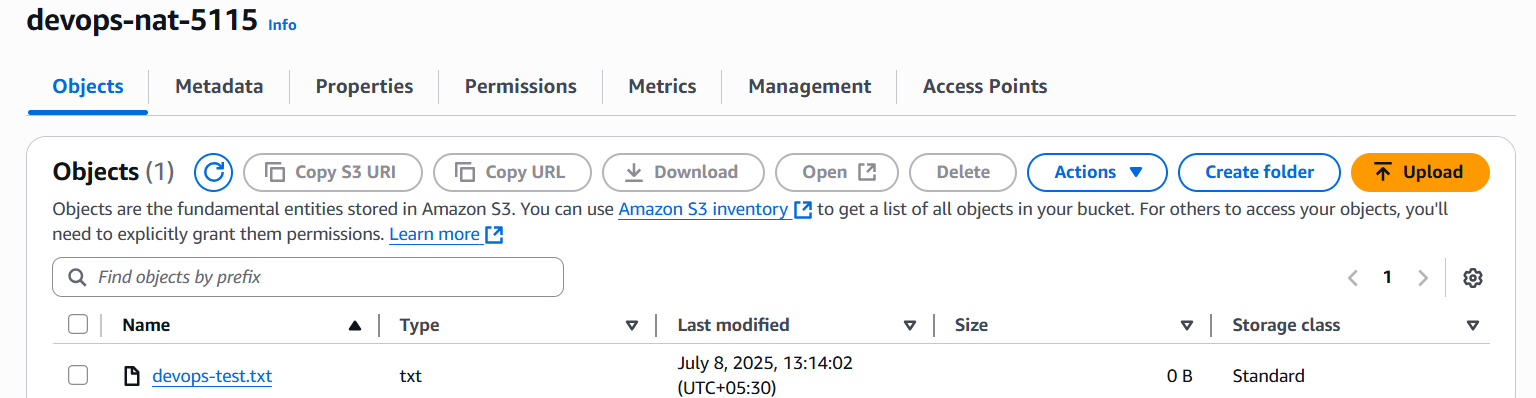 devops-nat-5115 Info
Objects Metadata Properties Permissions Metrics Management Access Points
Objects (1) Copy S3 URI Copy URL Download Open Delete Actions Create folder Upload
Objects are the fundamental entities stored in Amazon S3. You can use Amazon S3 inventory to get a list of all objects in your bucket. For others to access your objects, you'll
need to explicitly grant them permissions. Learn more
Find objects by prefix 1
Name Type Last modified Size Storage class
devops-test.txt txt July 8, 2025, 13:14:02 0 B Standard
(UTC+05:30)